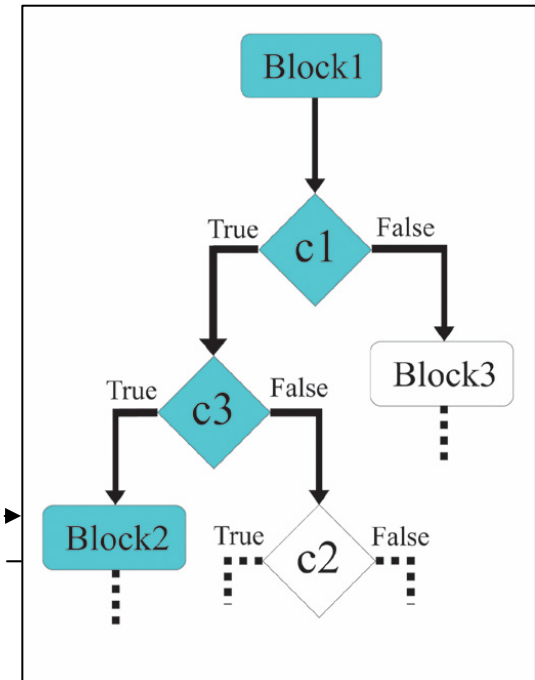 Block1
True
False
c1
Block3
True
False
c3
Block2
True
False
c2